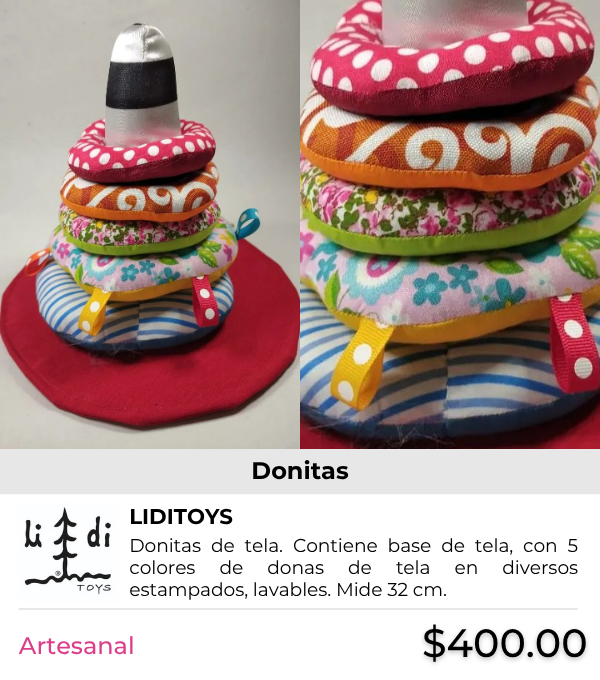 Donitas
LIDITOYS
li di
TOYS
Donitas de tela. Contiene base de tela, con 5
colores de donas de tela en diversos
estampados, lavables. Mide 32 cm.
Artesanal
$400.00